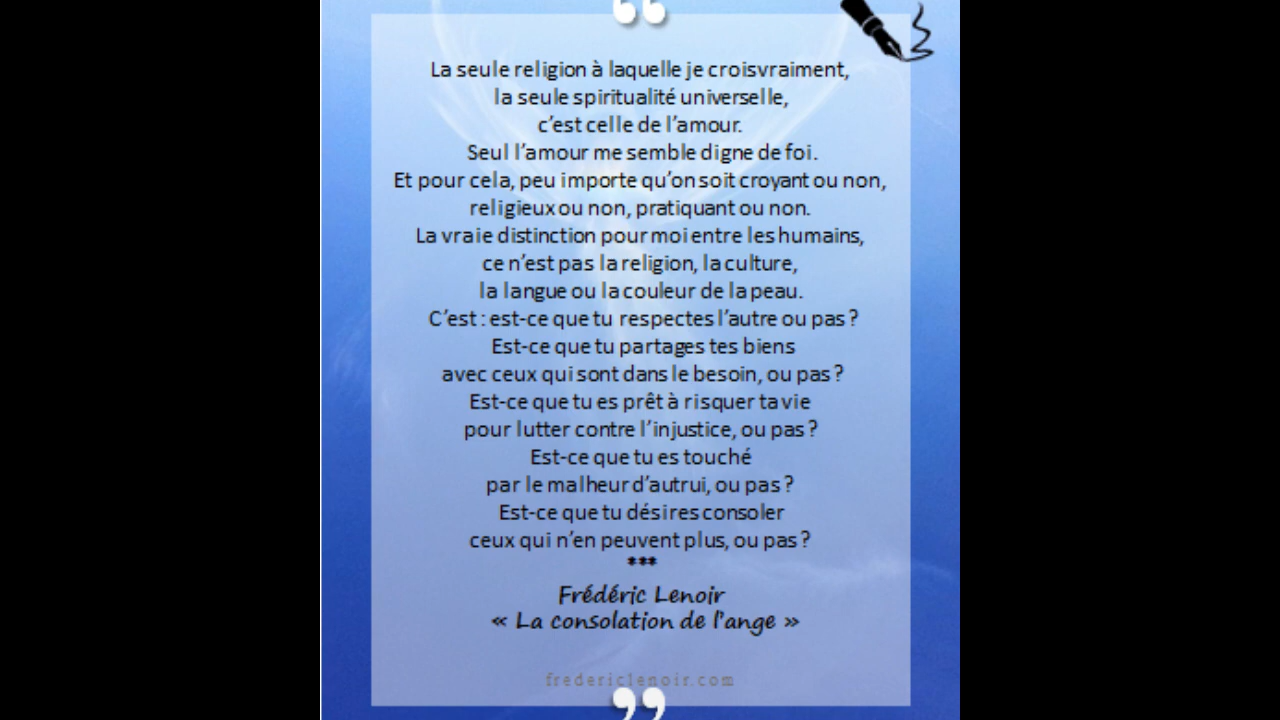 La seule religion à laquelle je croisvraiment,
la seule spiritualité universelle,
c’est celle de l’amour.
Seul l’amour me semble digne de foi.
Et pour cela, peu importe qu’on soit croyant ou non,
religieux ou non, pratiquant ou non.
La vraie distinction pour moi entre les humains,
ce n’est pas la religion, la culture,
la langue ou la couleur de la peau.
C’est : est-ce que tu respectes l’autre ou pas ?
Est-ce que tu partages tes biens
avec ceux qui sont dans le besoin, ou pas ?
Est-ce que tu es prêt à risquer ta vie
pour lutter contre l’injustice, ou pas ?
Est-ce que tu es touché
par le malheur d’autrui, ou pas ?
Est-ce que tu désires consoler
ceux qui n’en peuvent plus, ou pas ?
***
Frédéric Lenoir
« La consolation de l’ange »
fredericlenoir.com